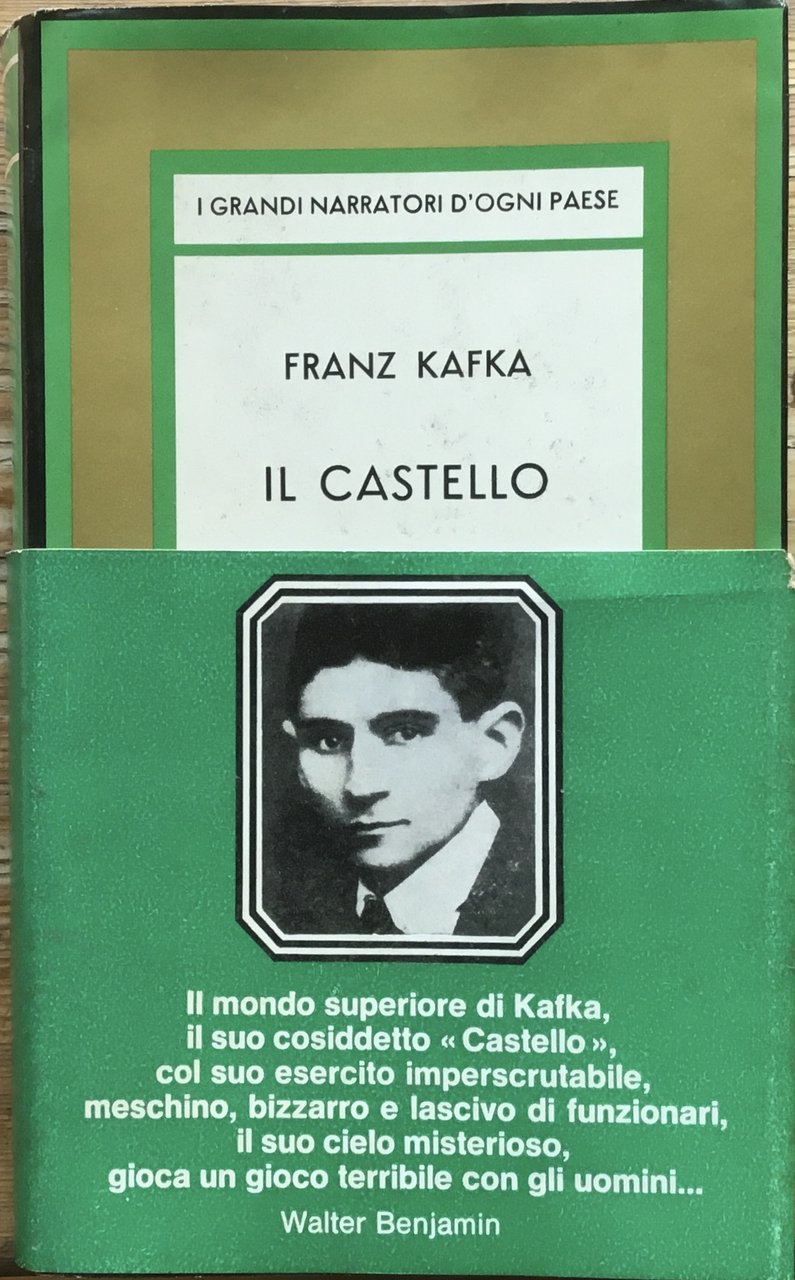 I GRANDI NARRATORI D'OGNI PAESE
FRANZ KAFKA
IL CASTELLO
Il mondo superiore di Kafka,
il suo cosiddetto « Castello »,
col suo esercito imperscrutabile,
meschino, bizzarro e lascivo di funzionari,
il suo cielo misterioso,
gioca un gioco terribile con gli uomini...
Walter Benjamin